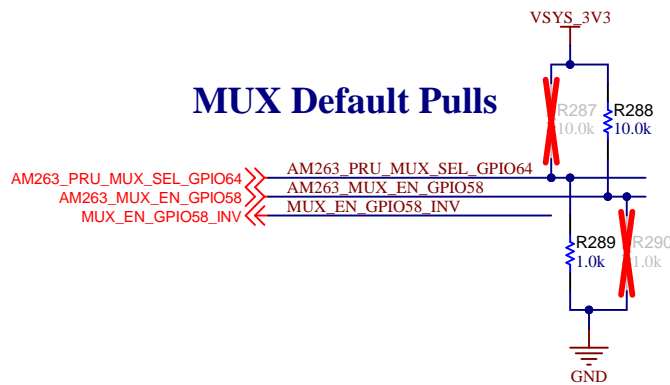 VSYS_3V3
MUX Default Pulls
R287
10.0k
R288
10.0k
AM263_PRU_MUX_SEL_GPIO64
AM263_PRU_MUX_SEL_GPIO64
AM263_MUX_EN_GPIO58
AM263_MUX_EN_GPIO58
MUX_EN_GPIO58_INV
MUX_EN_GPIO58_INV
R289
1.0k
R290
1.0k
GND